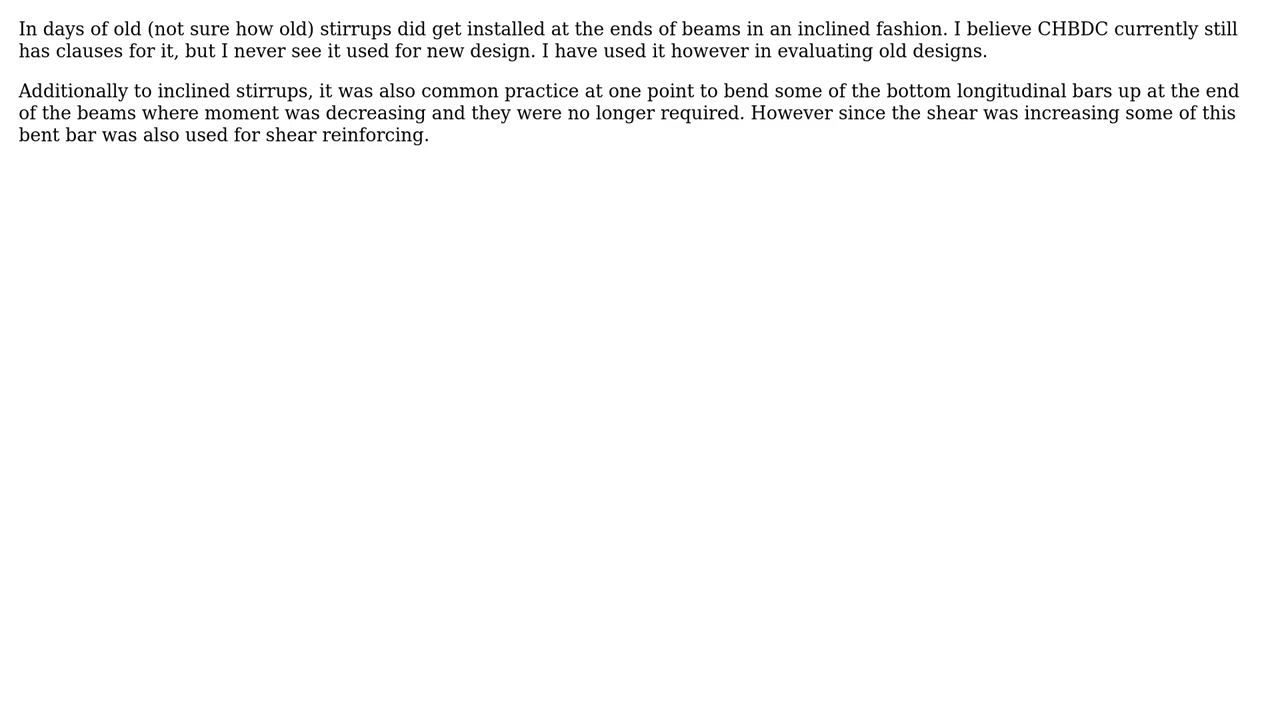 In days of old (not sure how old) stirrups did get installed at the ends of beams in an inclined fashion. I believe CHBDC currently still
has clauses for it, but I never see it used for new design. I have used it however in evaluating old designs.
Additionally to inclined stirrups, it was also common practice at one point to bend some of the bottom longitudinal bars up at the end
of the beams where moment was decreasing and they were no longer required. However since the shear was increasing some of this
bent bar was also used for shear reinforcing.